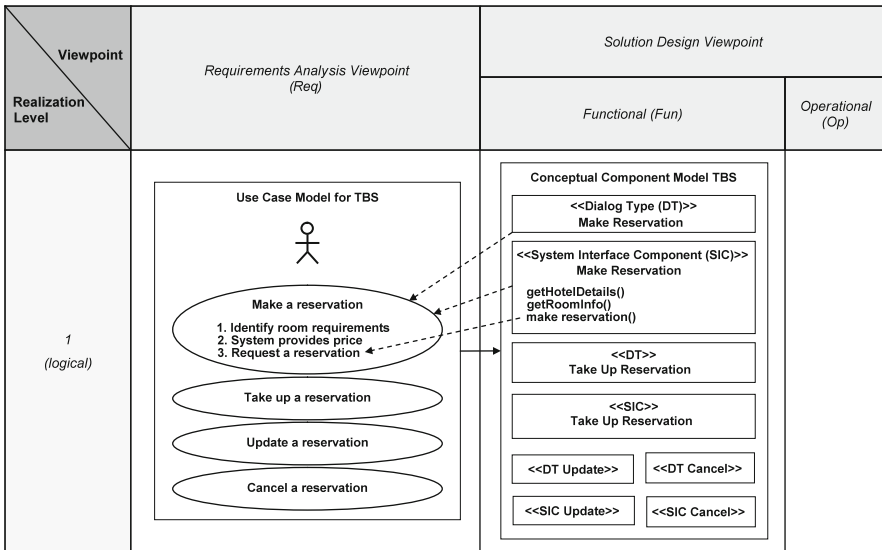 Viewpoint
Realization
Level
Requirements Analysis Viewpoint
(Req)
Solution Design Viewpoint
Functional (Fun)
Operational
(Op)
1
(logical)
Use Case Model for TBS
Make a reservation
1. Identify room requirements
2. System provides price
3. Request a reservation
Take up a reservation
Update a reservation
Cancel a reservation
Conceptual Component Model TBS
<<Dialog Type (DT)>>
Make Reservation
<<System Interface Component (SIC)>>
Make Reservation
getHotelDetails()
getRoomInfo()
make reservation()
<<DT>>
Take Up Reservation
<<SIC>>
Take Up Reservation
<<DT Update>>
<<DT Cancel>>
<<SIC Update>>
<<SIC Cancel>>